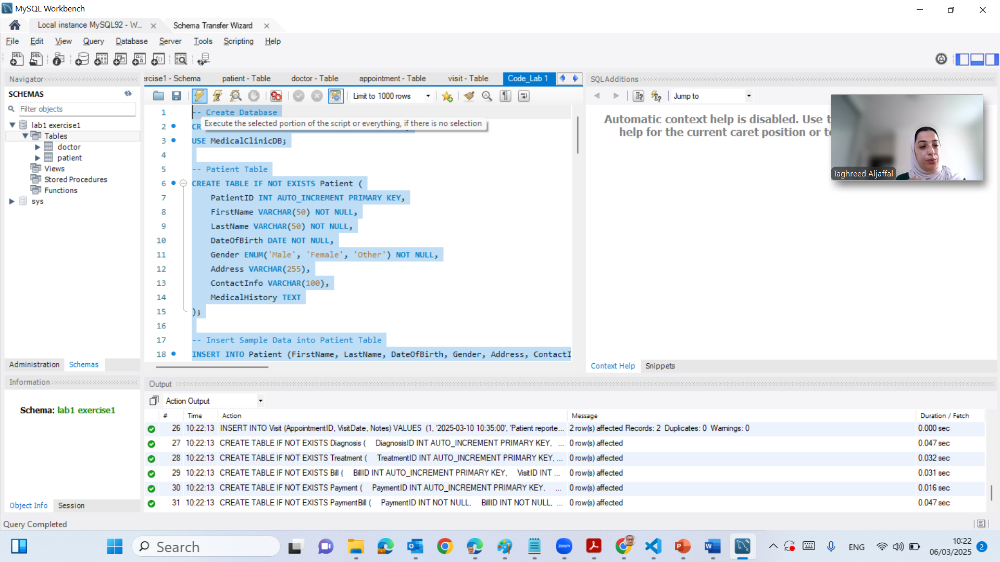 MySQL Workbench
Local instance MySQL92 - W...
Schema Transfer Wizard
File Edit View Query Database Server Tools Scripting Help
Navigator
SCHEMAS
Filter objects
lab1 exercise1
Tables
doctor
patient
Views
Stored Procedures
Functions
sys
Administration Schemas
Information
Schema: lab1 exercise1
Object Info Session
Query Completed
ercise1 - Schema patient - Table doctor - Table appointment - Table visit - Table Code_Lab 1
Limit to 1000 rows
1 -- Create Database
Execute the selected portion of the script or everything, if there is no selection
2 CR
3 USE MedicalClinicDB;
4
5 -- Patient Table
6 CREATE TABLE IF NOT EXISTS Patient (
7 PatientID INT AUTO_INCREMENT PRIMARY KEY,
8 FirstName VARCHAR(50) NOT NULL,
9 LastName VARCHAR(50) NOT NULL,
10 DateOfBirth DATE NOT NULL,
11 Gender ENUM('Male', 'Female', 'Other') NOT NULL,
12 Address VARCHAR(255),
13 ContactInfo VARCHAR(100),
14 MedicalHistory TEXT
15 );
16
17 -- Insert Sample Data into Patient Table
18 INSERT INTO Patient (FirstName, LastName, DateOfBirth, Gender, Address, ContactI
SQLAdditions
Jump to
Automatic context help is disabled. Use t
help for the current caret position or to
Taghreed Aljaffal
Context Help Snippets
Output
Action Output
# Time Action Message Duration / Fetch
26 10:22:13 INSERT INTO Visit (AppointmentID, VisitDate, Notes) VALUES (1, '2025-03-10 10:35:00', 'Patient reporte... 2 row(s) affected Records: 2 Duplicates: 0 Warnings: 0 0.000 sec
27 10:22:13 CREATE TABLE IF NOT EXISTS Diagnosis ( DiagnosisID INT AUTO_INCREMENT PRIMARY KEY, ... 0 row(s) affected 0.047 sec
28 10:22:13 CREATE TABLE IF NOT EXISTS Treatment ( TreatmentID INT AUTO_INCREMENT PRIMARY KEY, ... 0 row(s) affected 0.032 sec
29 10:22:13 CREATE TABLE IF NOT EXISTS Bill ( BillID INT AUTO_INCREMENT PRIMARY KEY, VisitID INT ... 0 row(s) affected 0.031 sec
30 10:22:13 CREATE TABLE IF NOT EXISTS Payment ( PaymentID INT AUTO_INCREMENT PRIMARY KEY, ... 0 row(s) affected 0.016 sec
31 10:22:13 CREATE TABLE IF NOT EXISTS PaymentBill ( PaymentID INT NOT NULL, BillID INT NOT NULL, ... 0 row(s) affected 0.047 sec
Search
zoom
ENG
10:22
06/03/2025
2